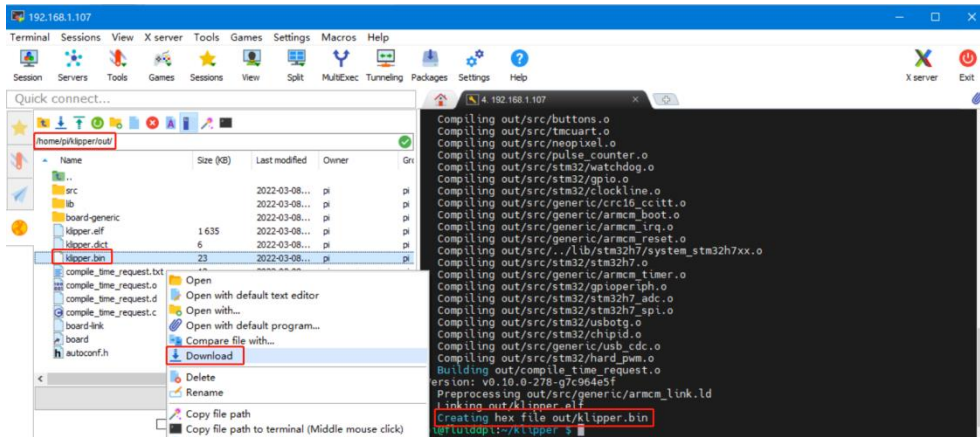 192.168.1.107
Terminal Sessions View X server Tools Games Settings Macros Help
Session Servers Tools Games Sessions View Split MultiExec Tunneling Packages Settings Help X server Exit
Quick connect...
4. 192.168.1.107
/home/pi/klipper/out/
Name Size (KB) Last modified Owner Gro
..
src 2022-03-08... pi pi
lib 2022-03-08... pi pi
board-generic 2022-03-08... pi pi
klipper.elf 1 635 2022-03-08... pi pi
klipper.dict 6 2022-03-08... pi pi
klipper.bin 23 2022-03-08... pi pi
compile_time_request.txt
compile_time_request.o
compile_time_request.d
compile_time_request.c
board-link
board
autoconf.h
Open
Open with default text editor
Open with...
Open with default program...
Compare file with...
Download
Delete
Rename
Copy file path
Copy file path to terminal (Middle mouse click)
Compiling out/src/buttons.o
Compiling out/src/tmcuart.o
Compiling out/src/neopixel.o
Compiling out/src/pulse_counter.o
Compiling out/src/stm32/watchdog.o
Compiling out/src/stm32/gpio.o
Compiling out/src/stm32/clockline.o
Compiling out/src/generic/crc16_ccitt.o
Compiling out/src/generic/armcm_boot.o
Compiling out/src/generic/armcm_irq.o
Compiling out/src/generic/armcm_reset.o
Compiling out/src/../lib/stm32h7/system_stm32h7xx.o
Compiling out/src/stm32/stm32h7.o
Compiling out/src/generic/armcm_timer.o
Compiling out/src/stm32/gpioperiph.o
Compiling out/src/stm32/stm32h7_adc.o
Compiling out/src/stm32/stm32h7_spi.o
Compiling out/src/stm32/usbotg.o
Compiling out/src/stm32/chipid.o
Compiling out/src/generic/usb_cdc.o
Compiling out/src/stm32/hard_pwm.o
Building out/compile_time_request.o
ersion: v0.10.0-278-g7c964e5f
Preprocessing out/src/generic/armcm_link.ld
Linking out/klipper.elf
Creating hex file out/klipper.bin
i@fluiddpi:~/klipper $